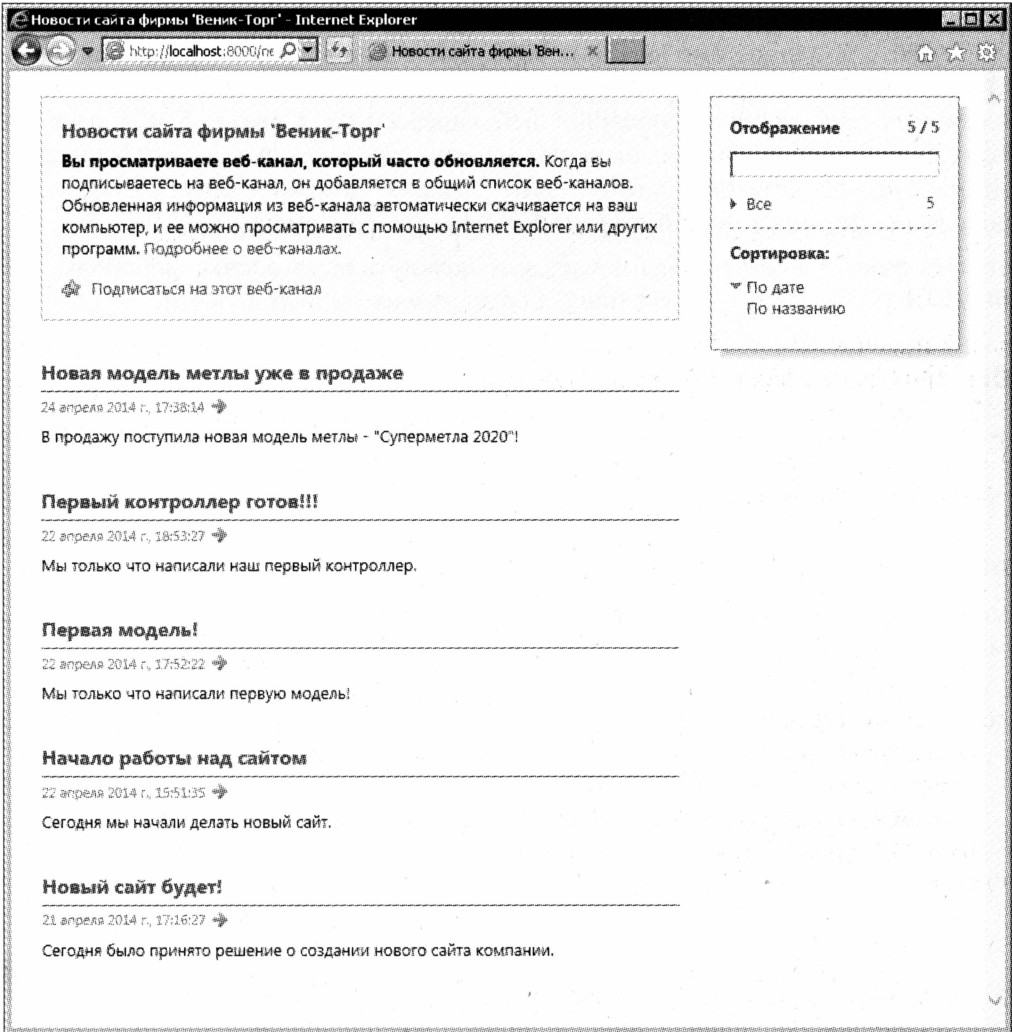 Новости сайта фирмы 'Веник-Торг' - Internet Explorer
http://localhost:8000/ne
Новости сайта фирмы 'Вен...
Новости сайта фирмы 'Веник-Торг'
Вы просматриваете веб-канал, который часто обновляется. Когда вы
подписываетесь на веб-канал, он добавляется в общий список веб-каналов.
Обновленная информация из веб-канала автоматически скачивается на ваш
компьютер, и ее можно просматривать с помощью Internet Explorer или других
программ. Подробнее о веб-каналах.
Подписаться на этот веб-канал
Отображение 5 / 5
Все 5
Сортировка:
По дате
По названию
Новая модель метлы уже в продаже
24 апреля 2014 г., 17:38:14
В продажу поступила новая модель метлы - "Суперметла 2020"!
Первый контроллер готов!!!
22 апреля 2014 г., 18:53:27
Мы только что написали наш первый контроллер.
Первая модель!
22 апреля 2014 г., 17:52:22
Мы только что написали первую модель!
Начало работы над сайтом
22 апреля 2014 г., 15:51:35
Сегодня мы начали делать новый сайт.
Новый сайт будет!
21 апреля 2014 г., 17:16:27
Сегодня было принято решение о создании нового сайта компании.